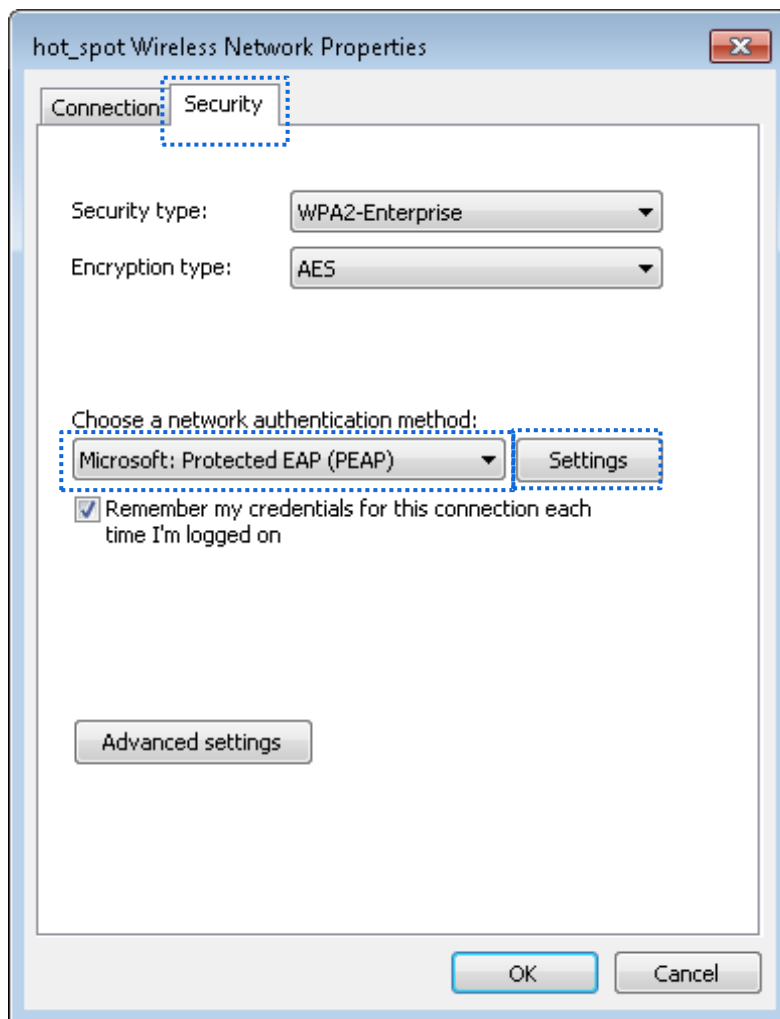 hot_spot Wireless Network Properties
Connection Security
Security type: WPA2-Enterprise
Encryption type: AES
Choose a network authentication method:
Microsoft: Protected EAP (PEAP) Settings
Remember my credentials for this connection each
time I'm logged on
Advanced settings
OK Cancel